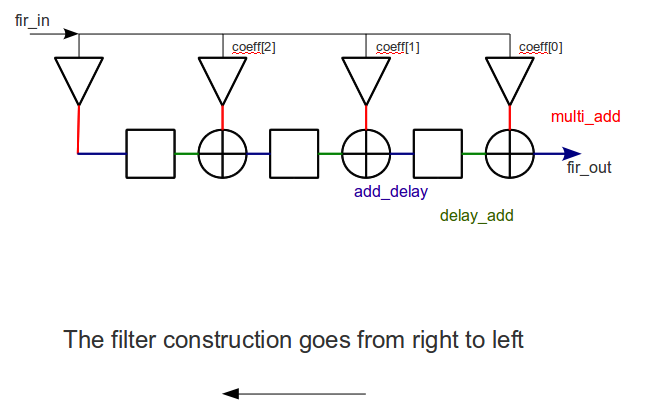 fir_in
coeff[2]
coeff[1]
coeff[0]
multi_add
fir_out
add_delay
delay_add
The filter construction goes from right to left